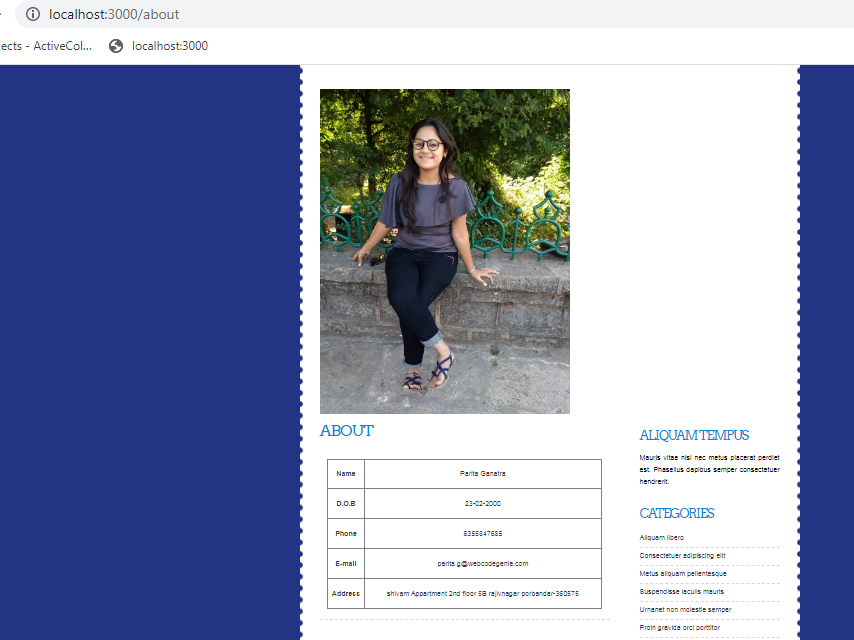 localhost:3000/about
ects - ActiveCol...
localhost:3000
ABOUT
Name Parita Ganatra
D.O.B 23-02-2000
Phone 6355847685
E-mail parita.g@webcodegenie.com
Address shivam Appartment 2nd floor 5B rajivnagar porbandar-360575
ALIQUAM TEMPUS
Mauris vitae nisl nec metus placerat perdiet
est. Phasellus dapibus semper consectetuer
hendrerit.
CATEGORIES
Aliquam libero
Consectetuer adipiscing elit
Metus aliquam pellentesque
Suspendisse iaculis mauris
Urnanet non molestie semper
Proin gravida orci porttitor